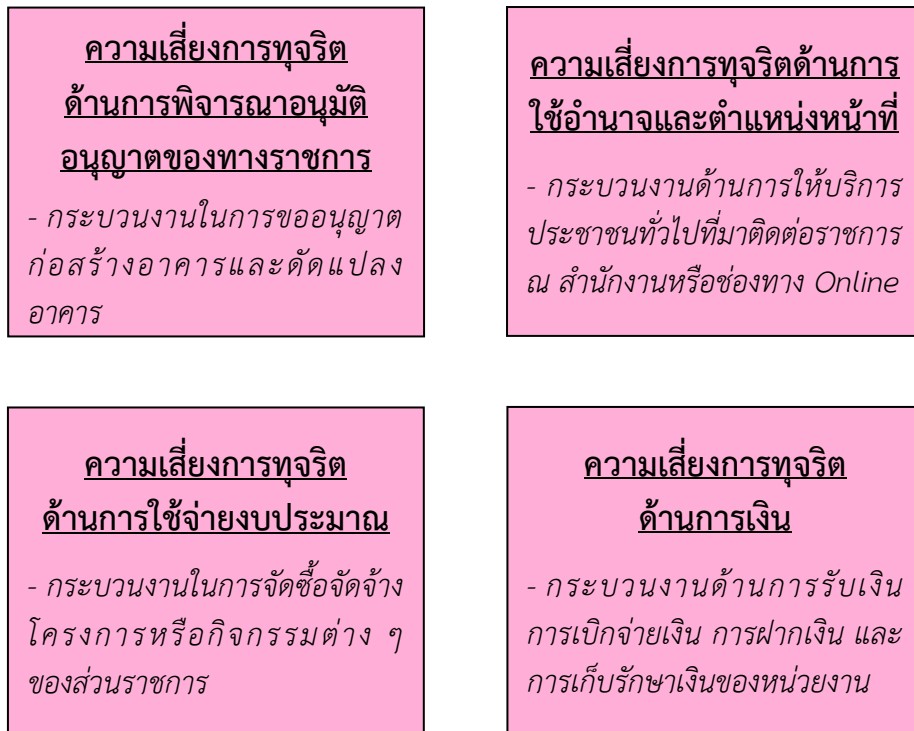 ความเสี่ยงการทุจริต
ด้านการพิจารณาอนุมัติ
อนุญาตของทางราชการ
- กระบวนงานในการขออนุญาต
ก่อสร้างอาคารและดัดแปลง
อาคาร
ความเสี่ยงการทุจริตด้านการ
ใช้อำนาจและตำแหน่งหน้าที่
- กระบวนงานด้านการให้บริการ
ประชาชนทั่วไปที่มาติดต่อราชการ
ณ สำนักงานหรือช่องทาง Online
ความเสี่ยงการทุจริต
ด้านการใช้จ่ายงบประมาณ
- กระบวนงานในการจัดซื้อจัดจ้าง
โครงการหรือกิจกรรมต่าง ๆ
ของส่วนราชการ
ความเสี่ยงการทุจริต
ด้านการเงิน
- กระบวนงานด้านการรับเงิน
การเบิกจ่ายเงิน การฝากเงิน และ
การเก็บรักษาเงินของหน่วยงาน